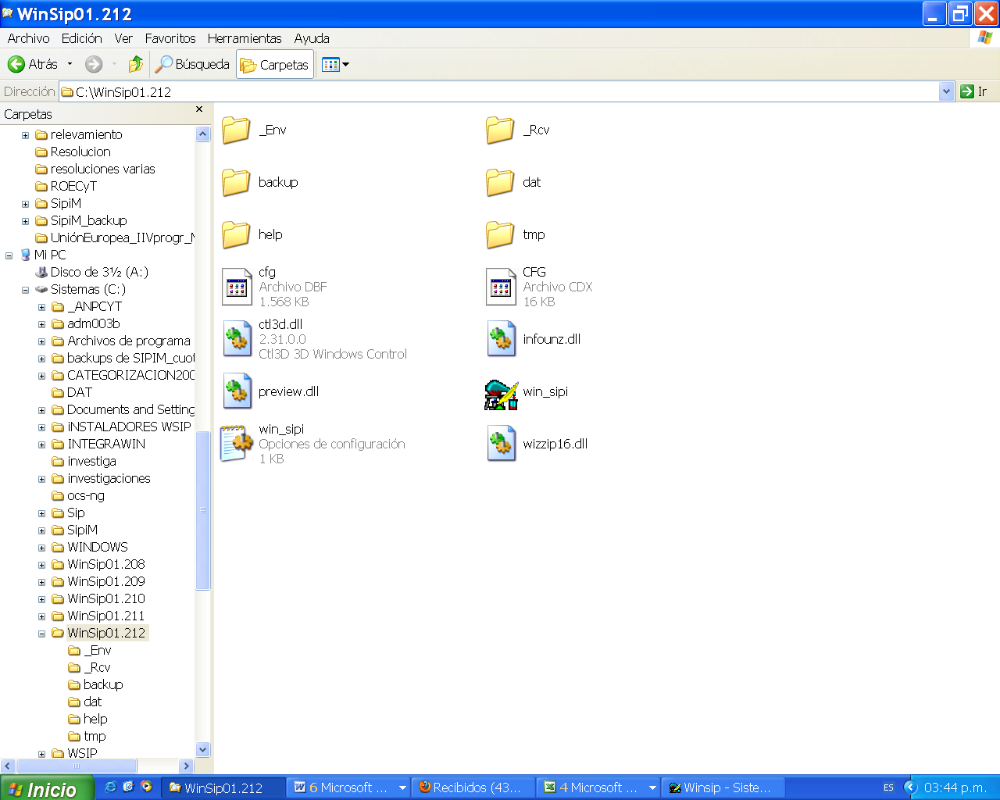 WinSip01.212
Archivo Edición Ver Favoritos Herramientas Ayuda
Atrás Búsqueda Carpetas
Dirección C:\WinSip01.212 Ir
Carpetas
relevamiento
Resolucion
resoluciones varias
ROECyT
SipiM
SipiM_backup
UniónEuropea_IIVprogr_
Mi PC
Disco de 3½ (A:)
Sistemas (C:)
_ANPCYT
adm003b
Archivos de programa
backups de SIPIM_cuot
CATEGORIZACION200
DAT
Documents and Setting
iNSTALADORES WSIP
INTEGRAWIN
investiga
investigaciones
ocs-ng
Sip
SipiM
WINDOWS
WinSip01.208
WinSip01.209
WinSip01.210
WinSip01.211
WinSip01.212
_Env
_Rcv
backup
dat
help
tmp
WSIP
_Env
_Rcv
backup
dat
help
tmp
cfg
Archivo DBF
1.568 KB
CFG
Archivo CDX
16 KB
ctl3d.dll
2.31.0.0
Ctl3D 3D Windows Control
infounz.dll
preview.dll
win_sipi
win_sipi
Opciones de configuración
1 KB
wizzip16.dll
Inicio WinSip01.212 6 Microsoft ... Recibidos (43... 4 Microsoft ... Winsip - Siste... ES 03:44 p.m.